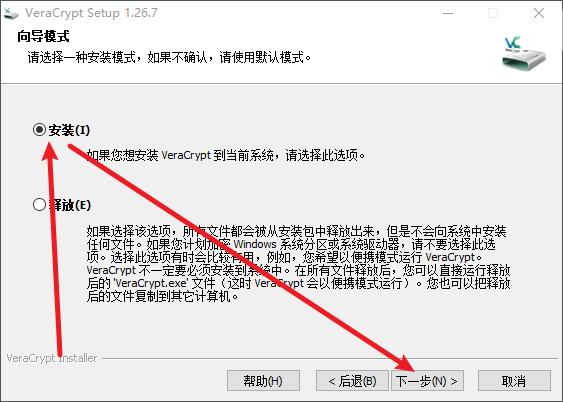 VeraCrypt Setup 1.26.7
向导模式
请选择一种安装模式，如果不确认，请使用默认模式。
安装(I)
如果您想安装 VeraCrypt 到当前系统，请选择此选项。
释放(E)
如果选择该选项，所有文件都会被从安装包中释放出来，但是不会向系统中安装
任何文件。如果您计划加密 Windows 系统分区或系统驱动器，请不要选择此选
项。选择此选项有时会比较有用，例如，您希望以便携模式运行 VeraCrypt。
VeraCrypt 不一定要必须安装到系统中。在所有文件释放后，您可以直接运行释放
后的 'VeraCrypt.exe' 文件（这时 VeraCrypt 会以便携模式运行）。您也可以把释放
后的文件复制到其它计算机。
VeraCrypt Installer
帮助(H)
< 后退(B)
下一步(N) >
取消